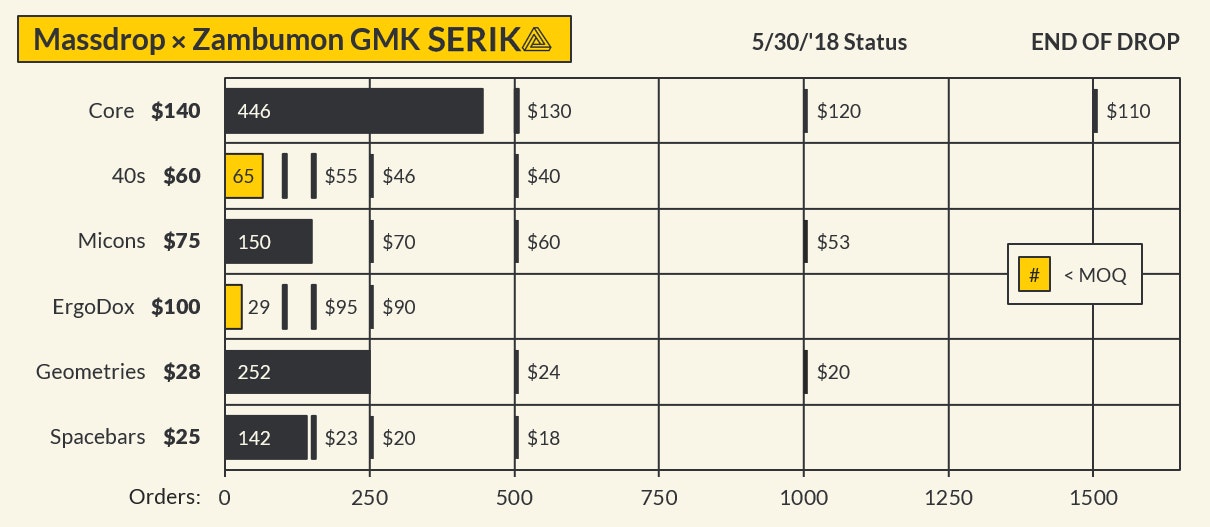 Massdrop × Zambumon GMK SERIK
5/30/'18 Status
END OF DROP
Core $140 446 $130 $120 $110
40s $60 65 $55 $46 $40
Micons $75 150 $70 $60 $53
# < MOQ
ErgoDox $100 29 $95 $90
Geometries $28 252 $24 $20
Spacebars $25 142 $23 $20 $18
Orders: 0 250 500 750 1000 1250 1500